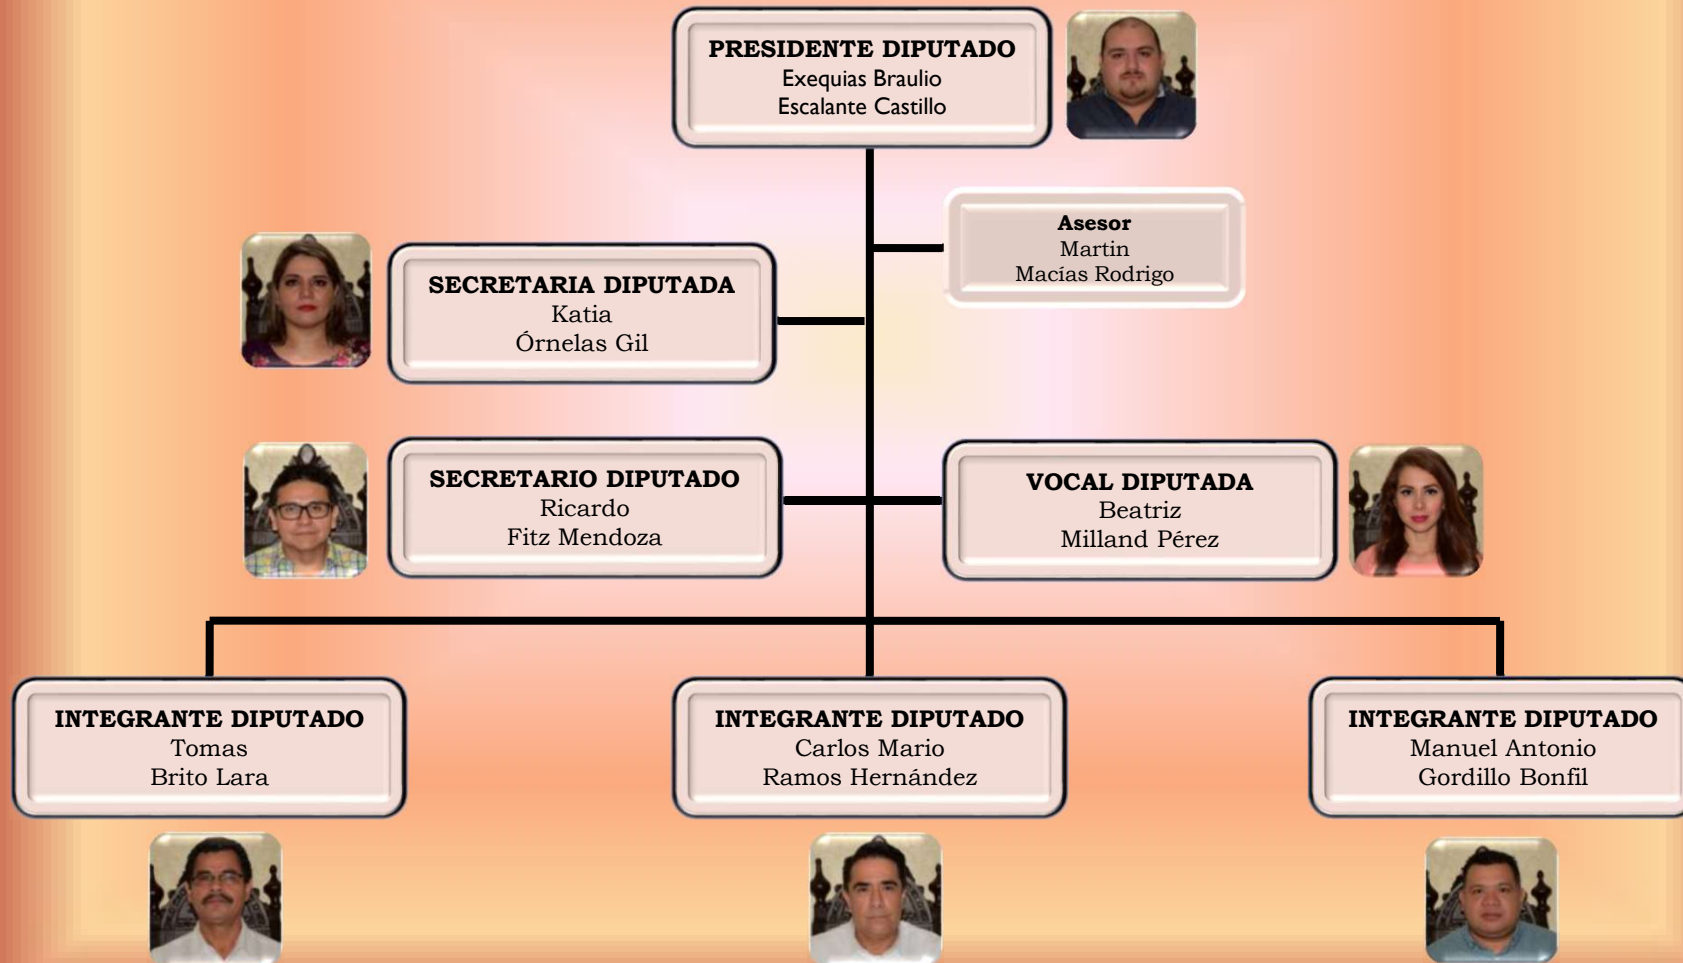 PRESIDENTE DIPUTADO
Exequias Braulio
Escalante Castillo
Asesor
Martin
Macías Rodrigo
SECRETARIA DIPUTADA
Katia
Órnelas Gil
SECRETARIO DIPUTADO
Ricardo
Fitz Mendoza
VOCAL DIPUTADA
Beatriz
Milland Pérez
INTEGRANTE DIPUTADO
Tomas
Brito Lara
INTEGRANTE DIPUTADO
Carlos Mario
Ramos Hernández
INTEGRANTE DIPUTADO
Manuel Antonio
Gordillo Bonfil